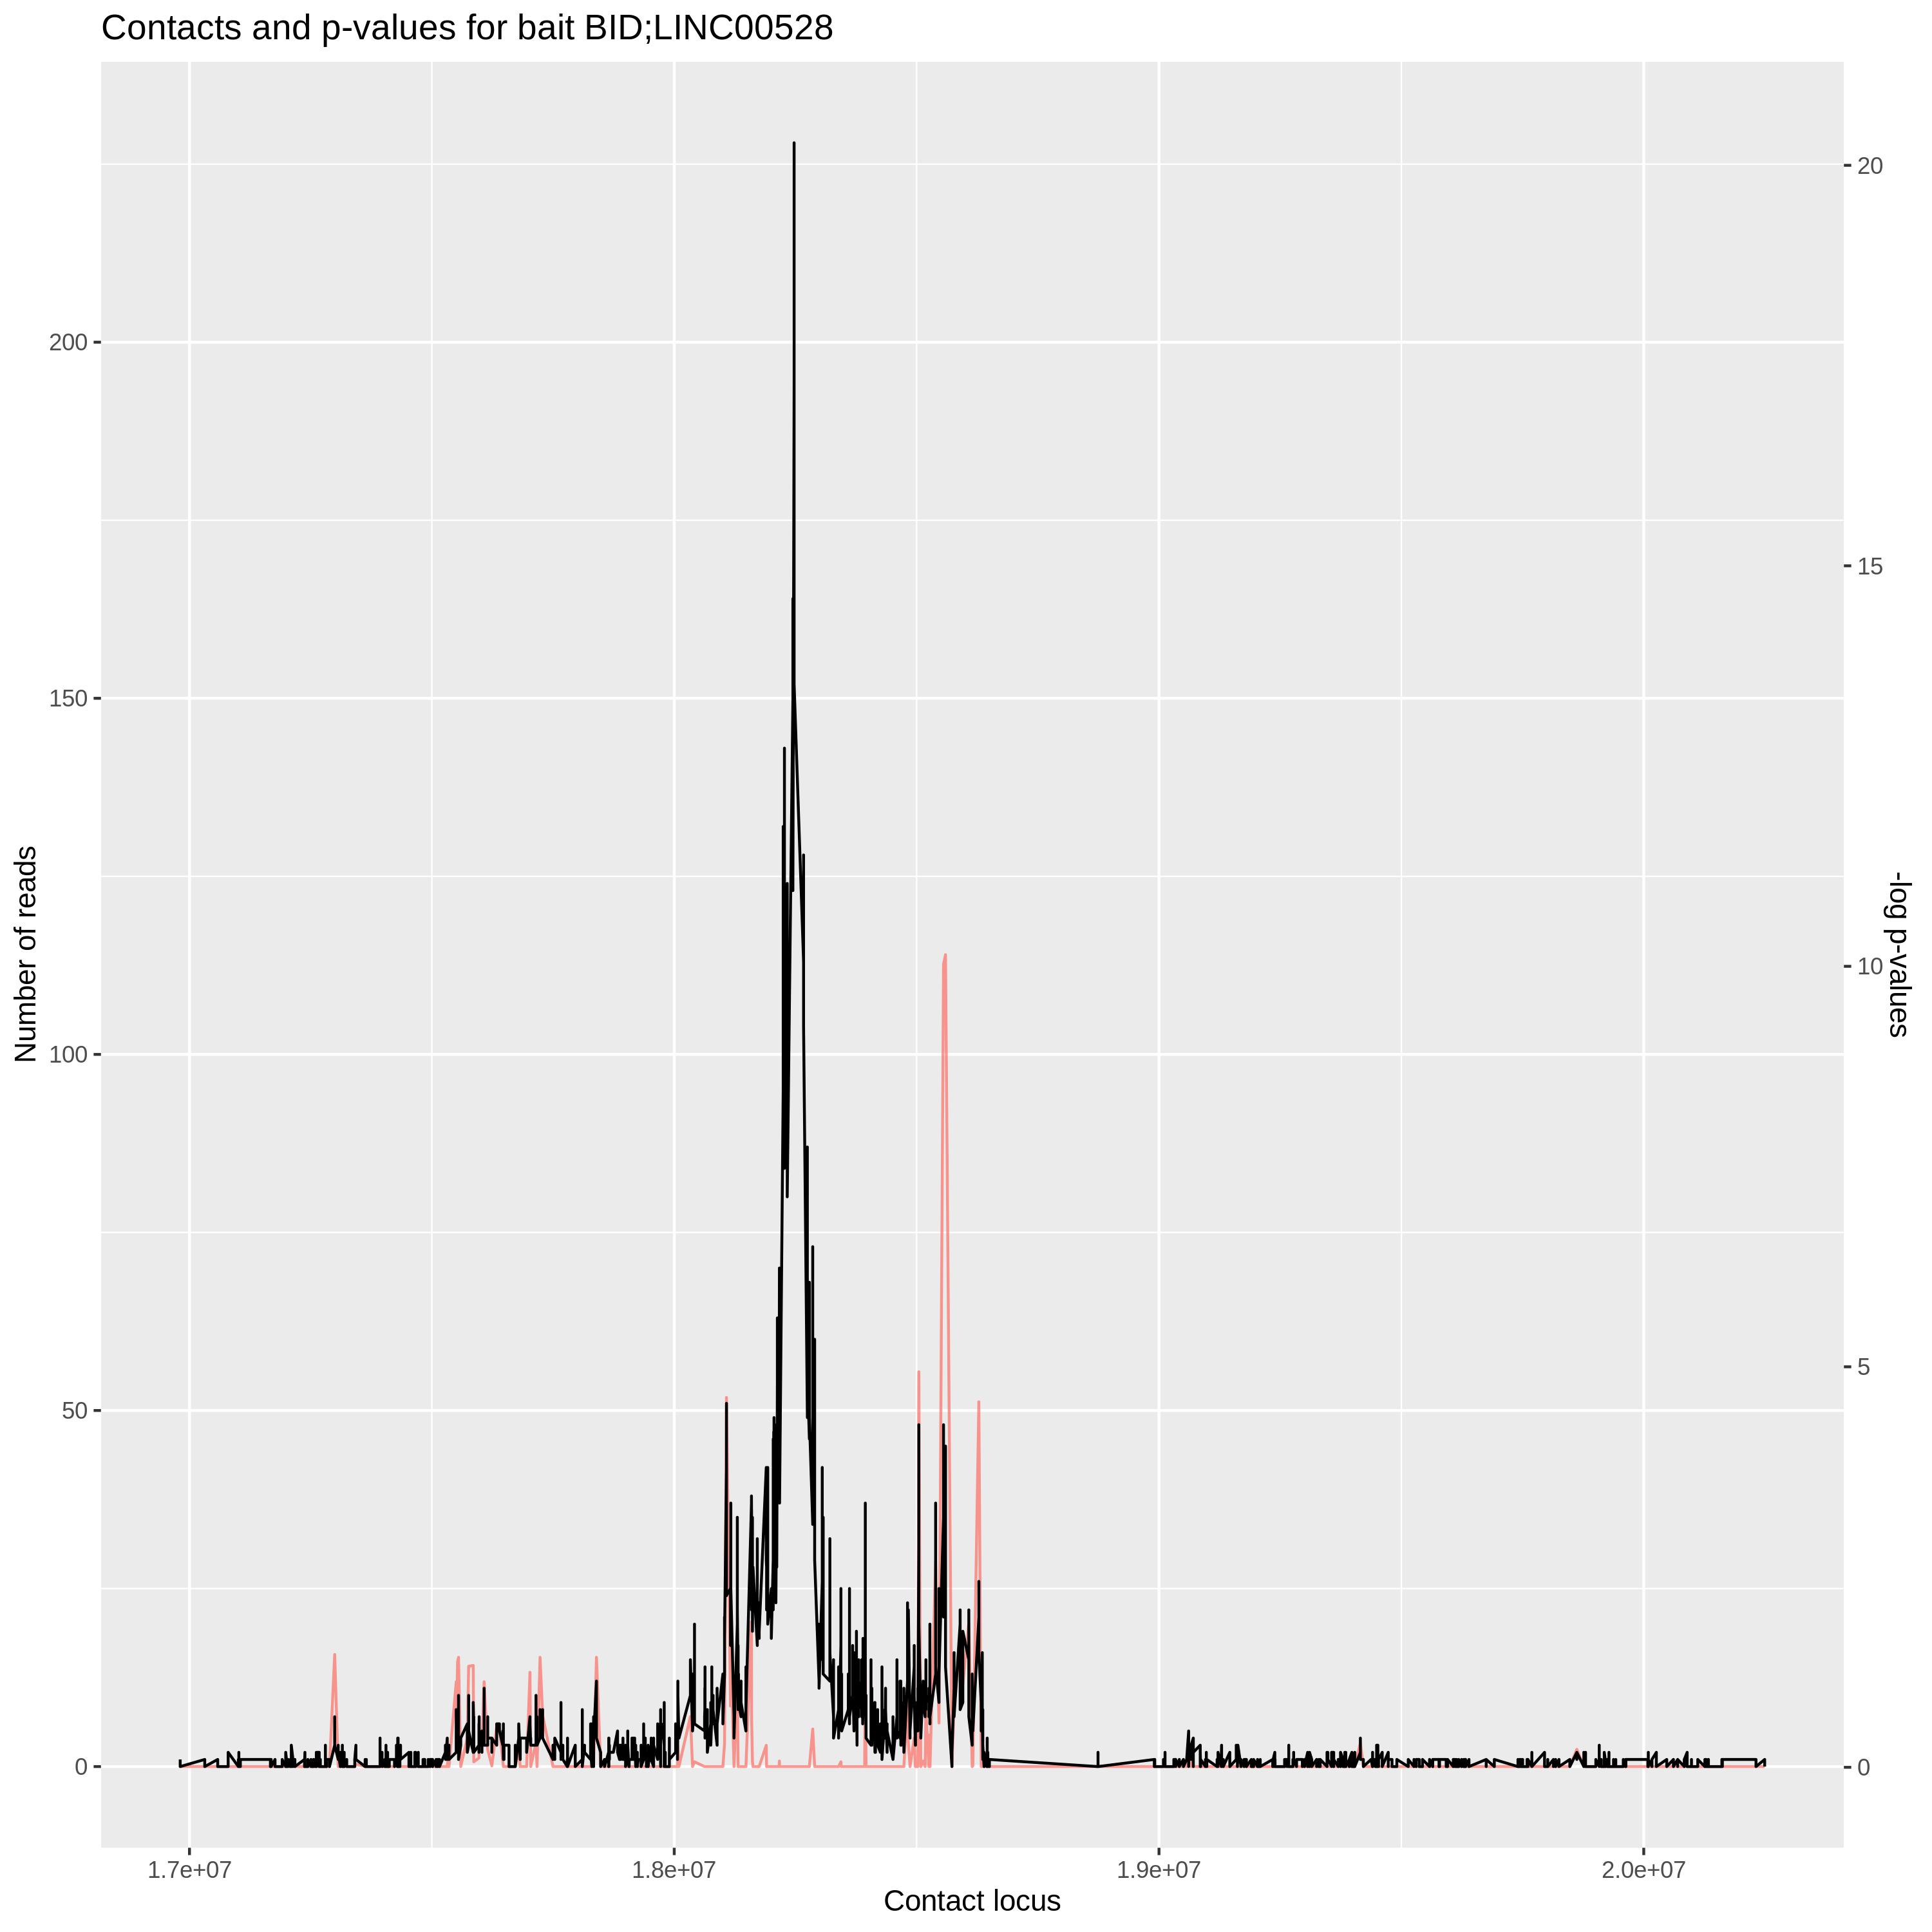 Contacts and p-values for bait BID;LINC00528
Number of reads
200
150
100
50
0
20
15
10
5
0
-log p-values
1.7e+07
1.8e+07
1.9e+07
2.0e+07
Contact locus